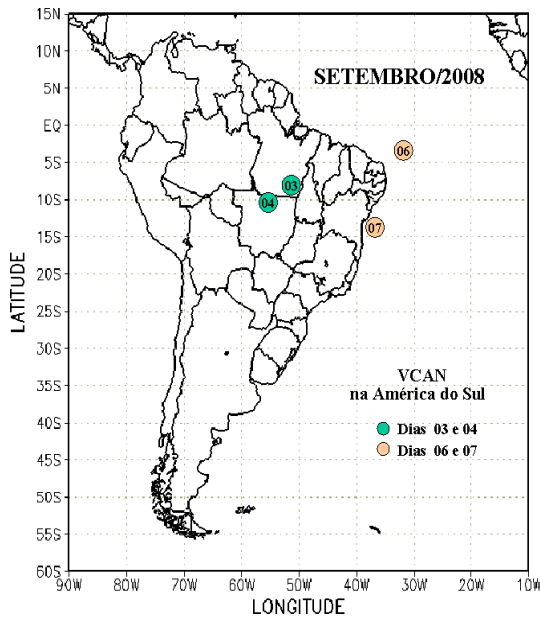 15N
SETEMBRO/2008
10N
5N
EQ
06
5S
03
10S
04
07
15S
20S
25S
30S
35S
40S
45S
50S
55S
60S
LATITUDE
VCAN
na América do Sul
Dias 03 e 04
Dias 06 e 07
90W 80W 70W 60W 50W 40W 30W 20W 10W
LONGITUDE